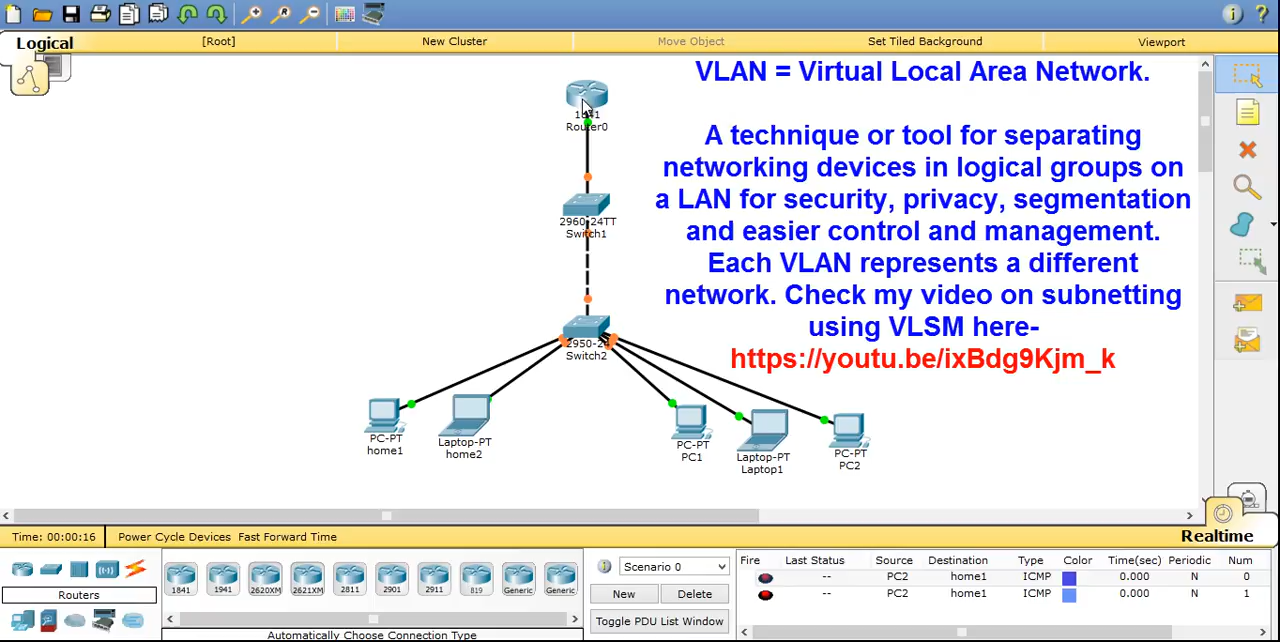 Logical
[Root]
New Cluster
Move Object
Set Tiled Background
Viewport
VLAN = Virtual Local Area Network.
A technique or tool for separating
networking devices in logical groups on
a LAN for security, privacy, segmentation
and easier control and management.
Each VLAN represents a different
network. Check my video on subnetting
using VLSM here-
https://youtu.be/ixBdg9Kjm_k
1841
Router0
2960-24TT
Switch1
2950-24
Switch2
PC-PT
home1
Laptop-PT
home2
PC-PT
PC1
Laptop-PT
Laptop1
PC-PT
PC2
Realtime
Time: 00:00:16
Power Cycle Devices Fast Forward Time
Routers
1841
1941
2620XM
2621XM
2811
2901
2911
819
Generic
Generic
Automatically Choose Connection Type
Scenario 0
New
Delete
Toggle PDU List Window
Fire Last Status Source Destination Type Color Time(sec) Periodic Num
-- PC2 home1 ICMP 0.000 N 0
-- PC2 home1 ICMP 0.000 N 1